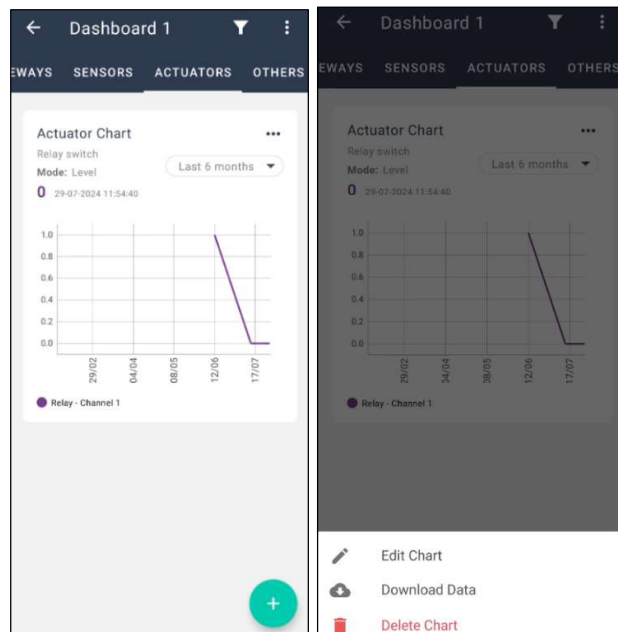 Dashboard 1
EWAYS SENSORS ACTUATORS OTHERS
Actuator Chart
Relay switch
Last 6 months
Mode: Level
0 29-07-2024 11:54:40
1.0
0.8
0.6
0.4
0.2
0.0
29/02 04/04 08/05 12/06 17/07
Relay - Channel 1
Dashboard 1
EWAYS SENSORS ACTUATORS OTHERS
Actuator Chart
Relay switch
Last 6 months
Mode: Level
0 29-07-2024 11:54:40
1.0
0.8
0.6
0.4
0.2
0.0
29/02 04/04 08/05 12/06 17/07
Relay - Channel 1
Edit Chart
Download Data
Delete Chart